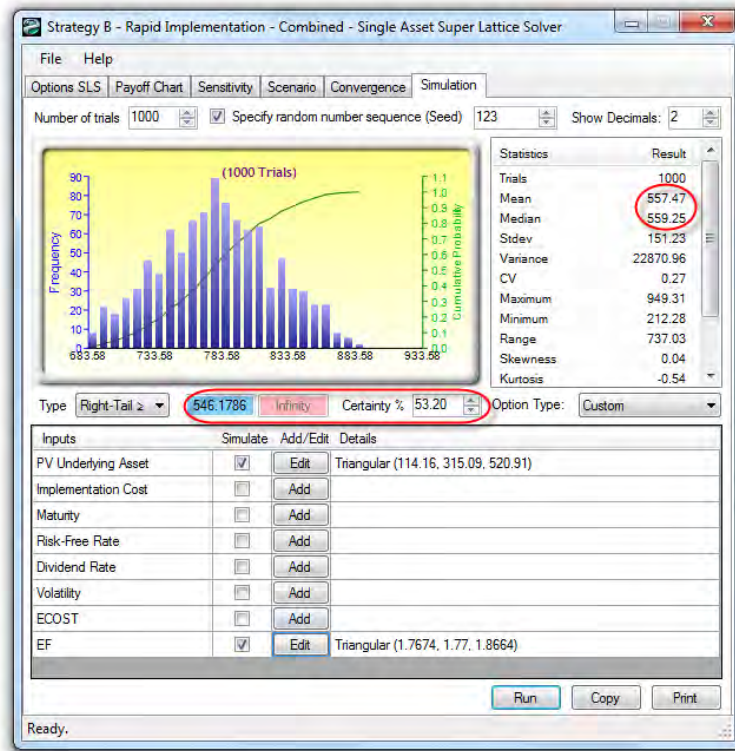 Strategy B - Rapid Implementation - Combined - Single Asset Super Lattice Solver
File Help
Options SLS Payoff Chart Sensitivity Scenario Convergence Simulation
Number of trials 1000 Specify random number sequence (Seed) 123 Show Decimals: 2
(1000 Trials)
Frequency
90
80
70
60
50
40
30
20
10
0
683.58 733.58 783.58 833.58 883.58 933.58
1.1
1.0
0.9
0.8
0.7
0.6
0.5
0.4
0.3
0.2
0.1
0.0
Cumulative Probability
Statistics Result
Trials 1000
Mean 557.47
Median 559.25
Stdev 151.23
Variance 22870.96
CV 0.27
Maximum 949.31
Minimum 212.28
Range 737.03
Skewness 0.04
Kurtosis -0.54
Type Right-Tail ≥ 546.1786 Infinity Certainty % 53.20 Option Type: Custom
Inputs Simulate Add/Edit Details
PV Underlying Asset Edit Triangular (114.16, 315.09, 520.91)
Implementation Cost Add
Maturity Add
Risk-Free Rate Add
Dividend Rate Add
Volatility Add
ECOST Add
EF Edit Triangular (1.7674, 1.77, 1.8664)
Run Copy Print
Ready.